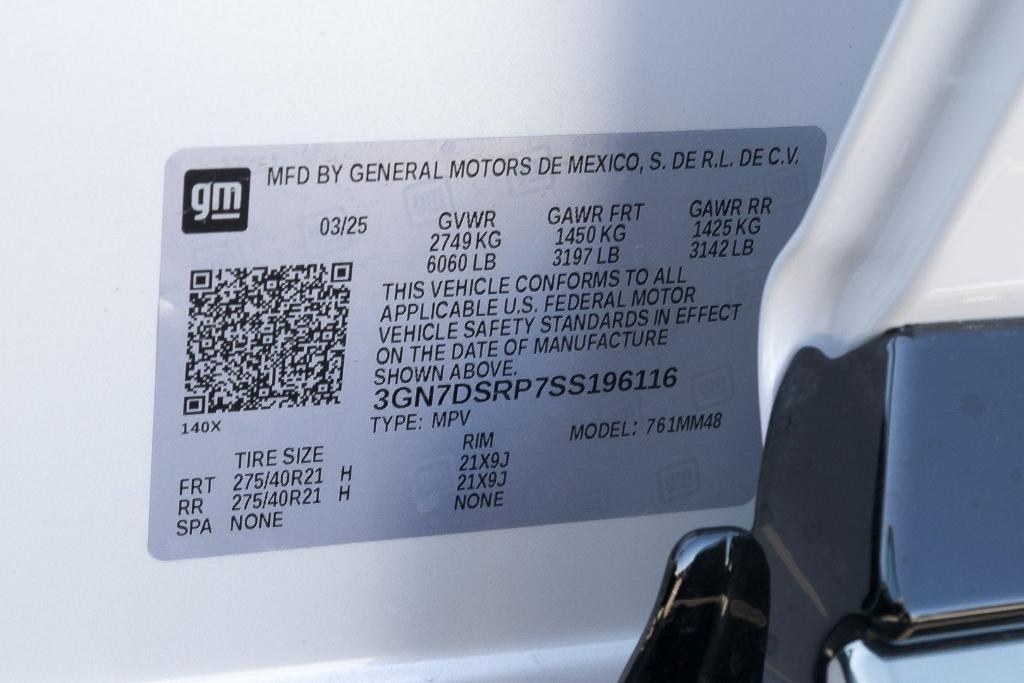 gm
MFD BY GENERAL MOTORS DE MEXICO, S. DE R.L. DE C.V.
03/25 GVWR GAWR FRT GAWR RR
2749 KG 1450 KG 1425 KG
6060 LB 3197 LB 3142 LB
THIS VEHICLE CONFORMS TO ALL
APPLICABLE U.S. FEDERAL MOTOR
VEHICLE SAFETY STANDARDS IN EFFECT
ON THE DATE OF MANUFACTURE
SHOWN ABOVE.
3GN7DSRP7SS196116
140X
TYPE: MPV MODEL: 761MM48
TIRE SIZE RIM
FRT 275/40R21 H 21X9J
RR 275/40R21 H 21X9J
SPA NONE NONE